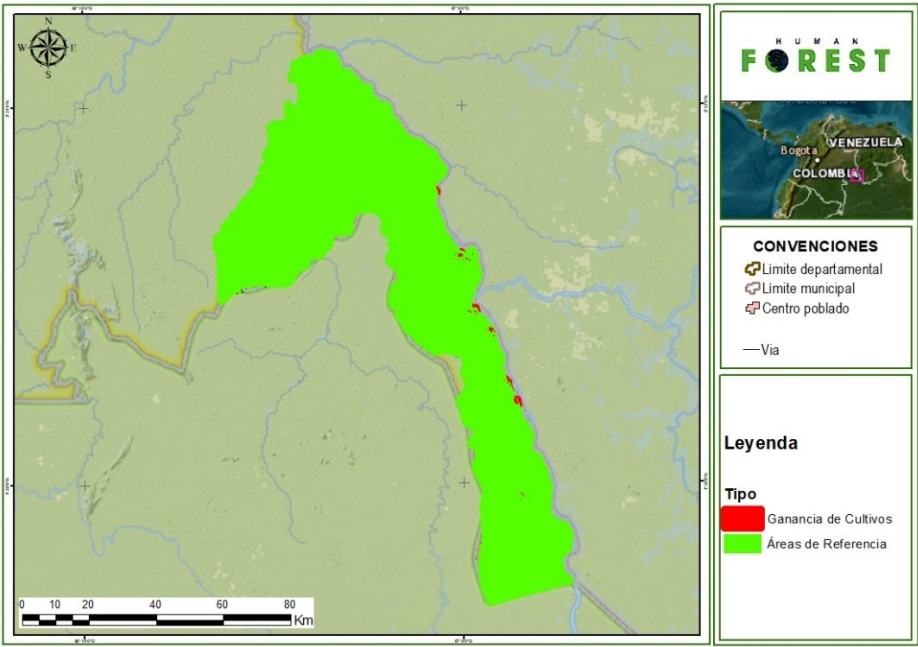 N
W E
S
0 10 20 40 60 80
Km
HUMAN
FOREST
Bogota
VENEZUELA
COLOMBIA
CONVENCIONES
Limite departamental
Limite municipal
Centro poblado
Via
Leyenda
Tipo
Ganancia de Cultivos
Áreas de Referencia